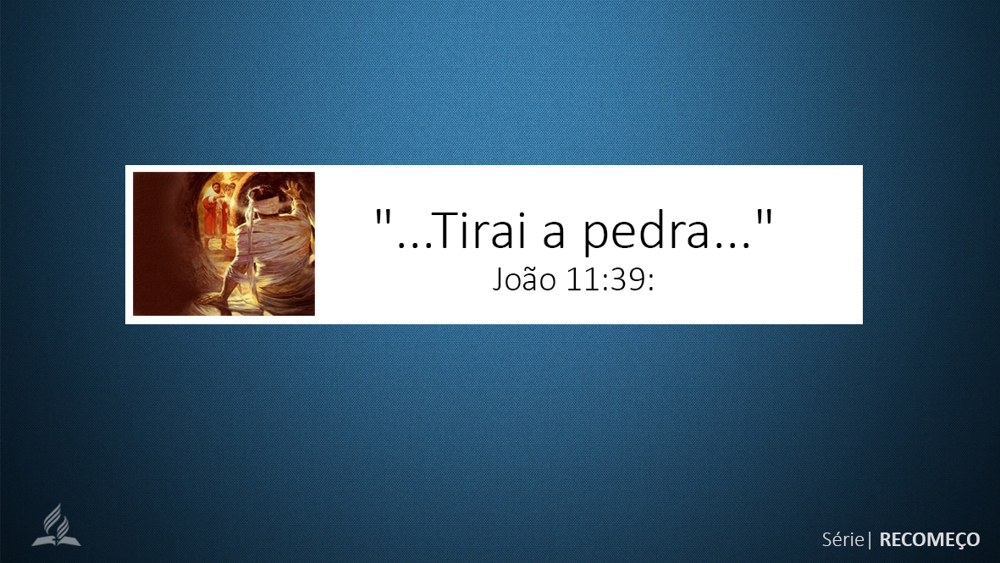 "...Tirai a pedra..."
João 11:39:
Série| RECOMEÇO